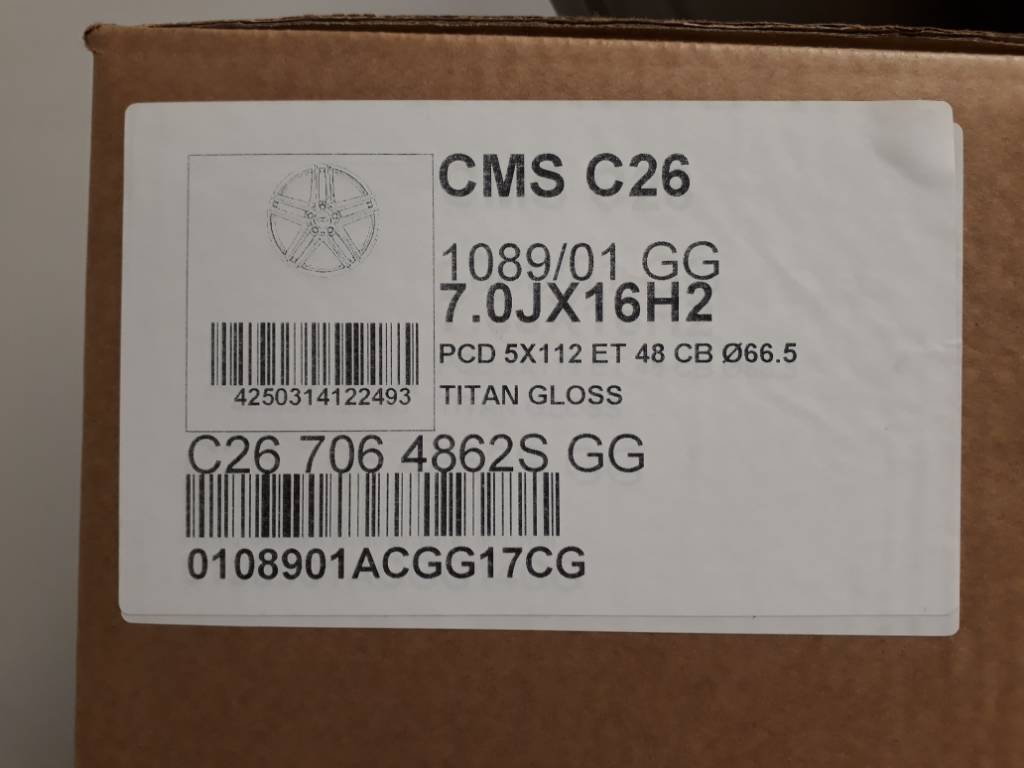 CMS C26
1089/01 GG
7.0JX16H2
PCD 5X112 ET 48 CB Ø66.5
4250314122493
TITAN GLOSS
C26 706 4862S GG
0108901ACGG17CG